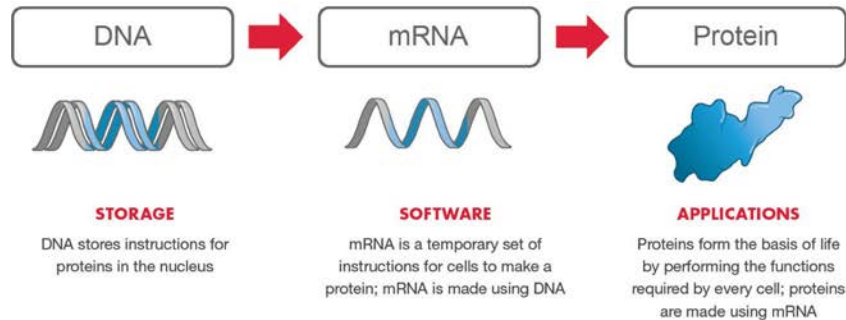 DNA
mRNA
Protein
STORAGE
DNA stores instructions for
proteins in the nucleus
SOFTWARE
mRNA is a temporary set of
instructions for cells to make a
protein; mRNA is made using DNA
APPLICATIONS
Proteins form the basis of life
by performing the functions
required by every cell; proteins
are made using mRNA